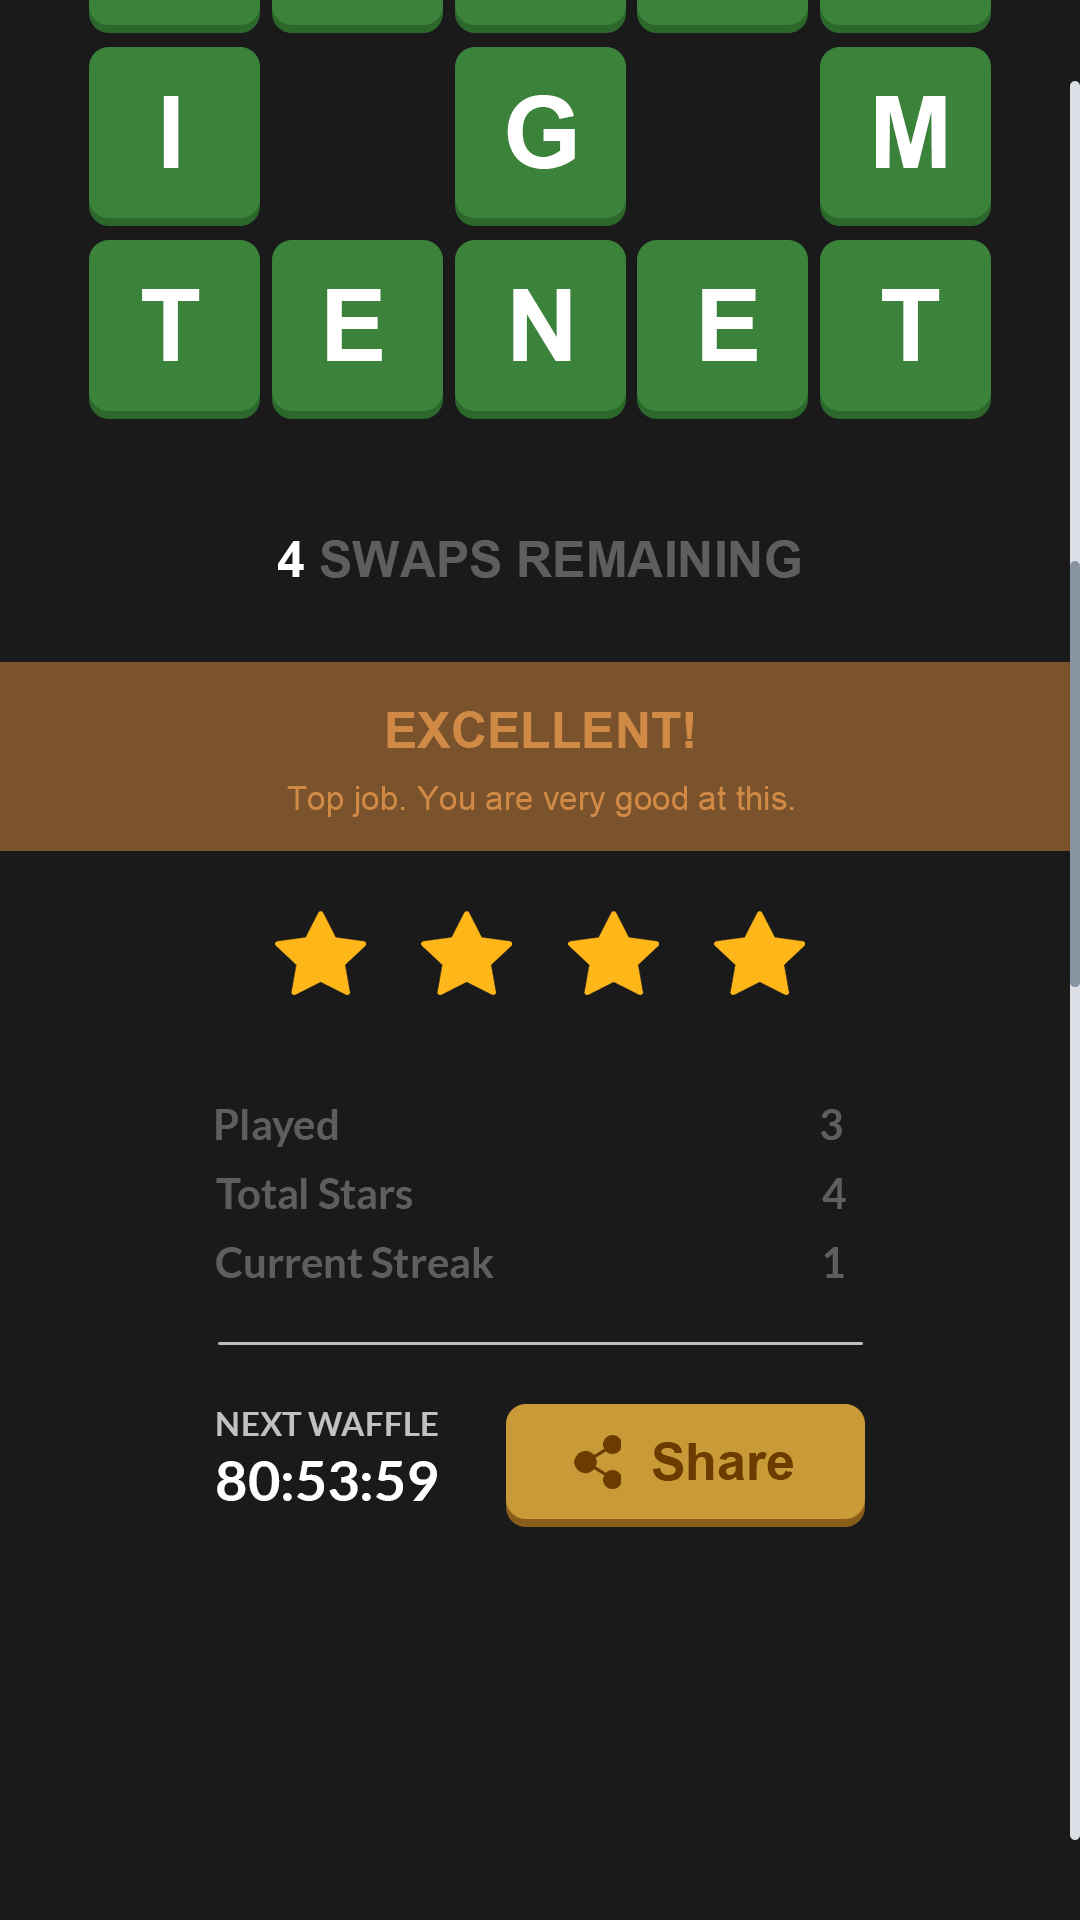 I G M
T E N E T
4 SWAPS REMAINING
EXCELLENT!
Top job. You are very good at this.
Played 3
Total Stars 4
Current Streak 1
NEXT WAFFLE
80:53:59
Share